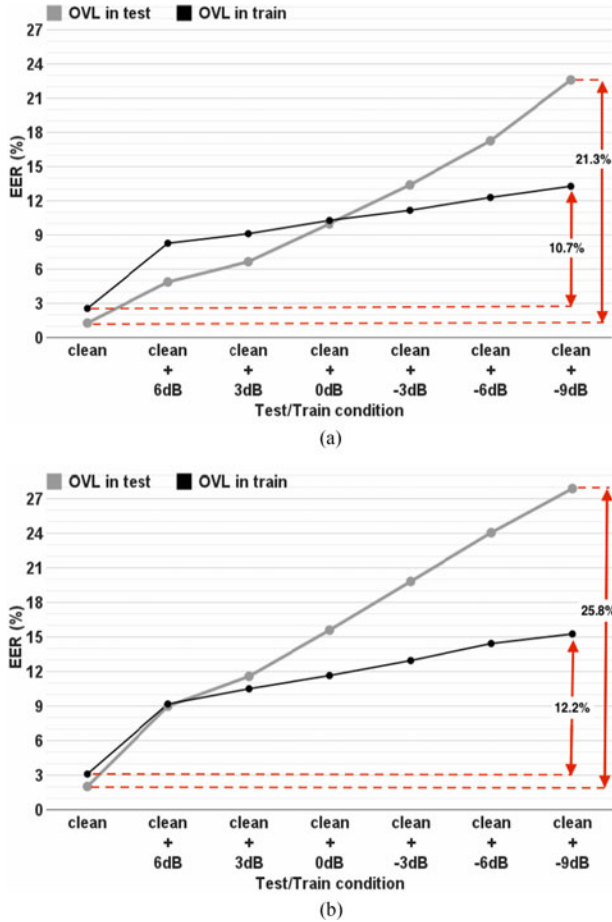 OVL in test OVL in train
27
24
21
18
15
12
9
6
3
0
EER (%)
21.3%
10.7%
clean clean clean clean clean clean clean
+ + + + + +
6dB 3dB 0dB -3dB -6dB -9dB
Test/Train condition
(a)
OVL in test OVL in train
27
24
21
18
15
12
9
6
3
0
EER (%)
25.8%
12.2%
clean clean clean clean clean clean clean
+ + + + + +
6dB 3dB 0dB -3dB -6dB -9dB
Test/Train condition
(b)